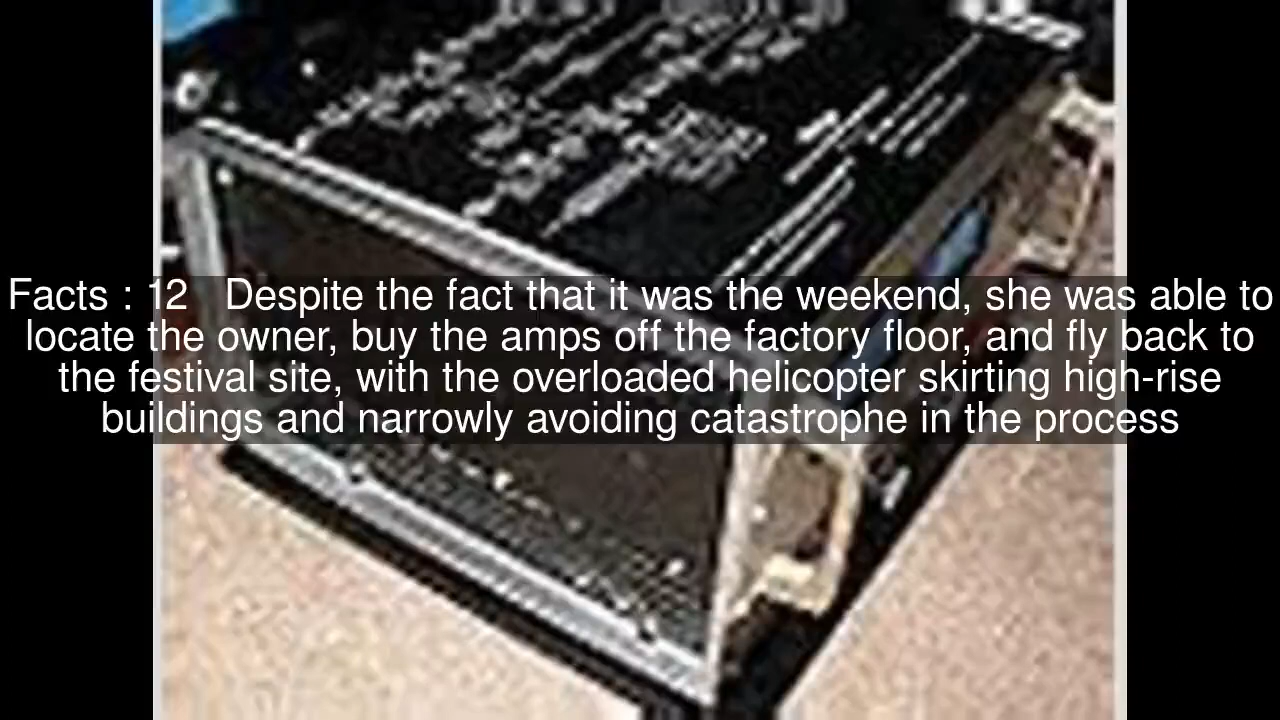 Facts : 12   Despite the fact that it was the weekend, she was able to
locate the owner, buy the amps off the factory floor, and fly back to
the festival site, with the overloaded helicopter skirting high-rise
buildings and narrowly avoiding catastrophe in the process